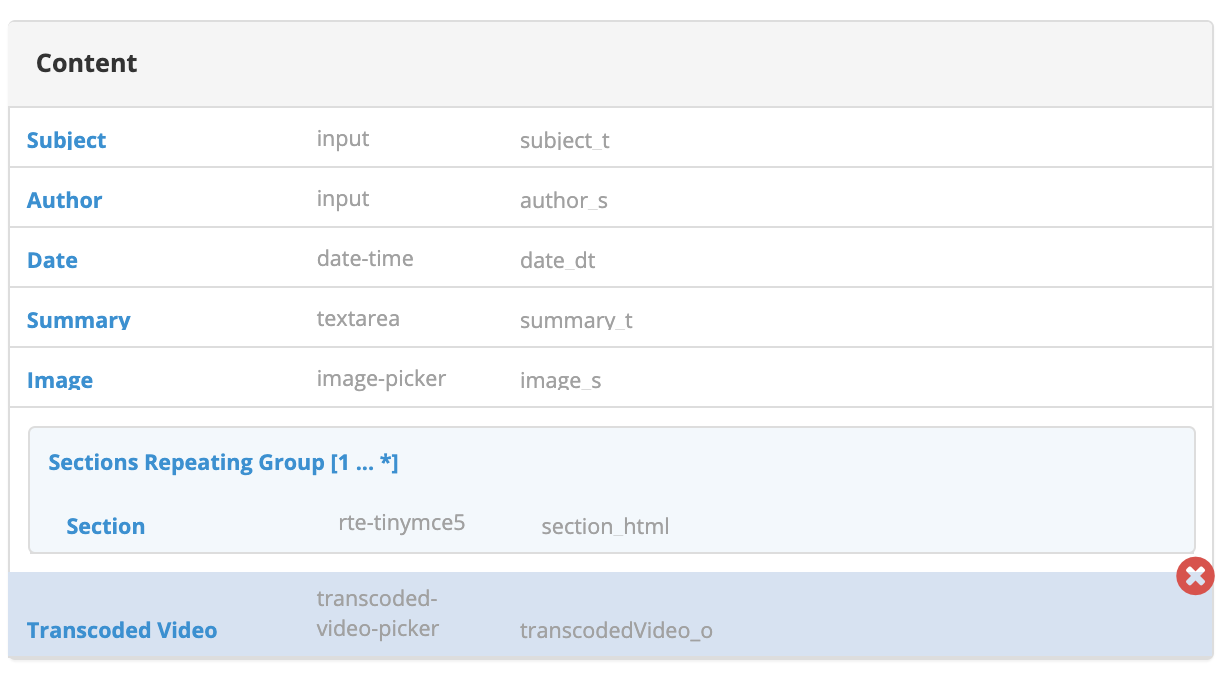 Content
Subject input subject_t
Author input author_s
Date date-time date_dt
Summary textarea summary_t
Image image-picker image_s
Sections Repeating Group [1 ... *]
Section rte-tinymce5 section_html
Transcoded Video transcoded-video-picker transcodedVideo_o